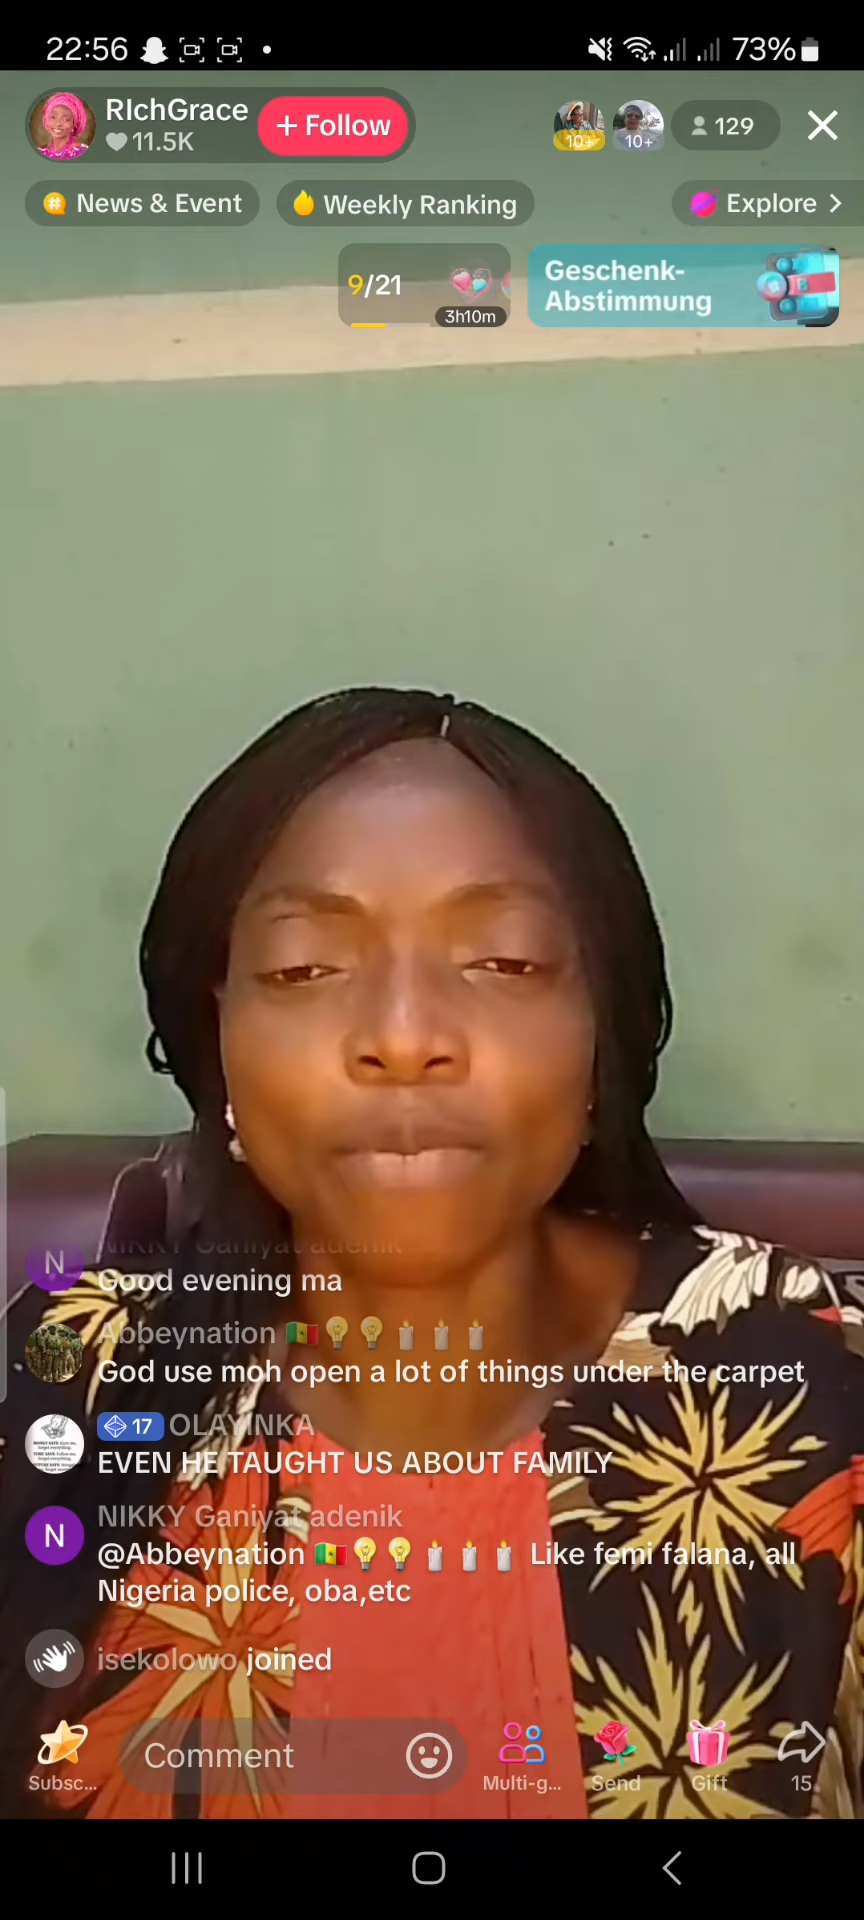 22:56
73%
RIchGrace
+ Follow
11.5K
10+
10+
129
News & Event
Weekly Ranking
Explore >
9/21
3h10m
Geschenk-
Abstimmung
NIKKY Ganiyat adenik
N
Good evening ma
Abbeynation 🇸🇳💡💡🕯🕯🕯
God use moh open a lot of things under the carpet
17 OLAYINKA
EVEN HE TAUGHT US ABOUT FAMILY
NIKKY Ganiyat adenik
N
@Abbeynation 🇸🇳💡💡🕯🕯🕯 Like femi falana, all
Nigeria police, oba,etc
isekolowo joined
Comment
Subsc...
Multi-g...
Send
Gift
15